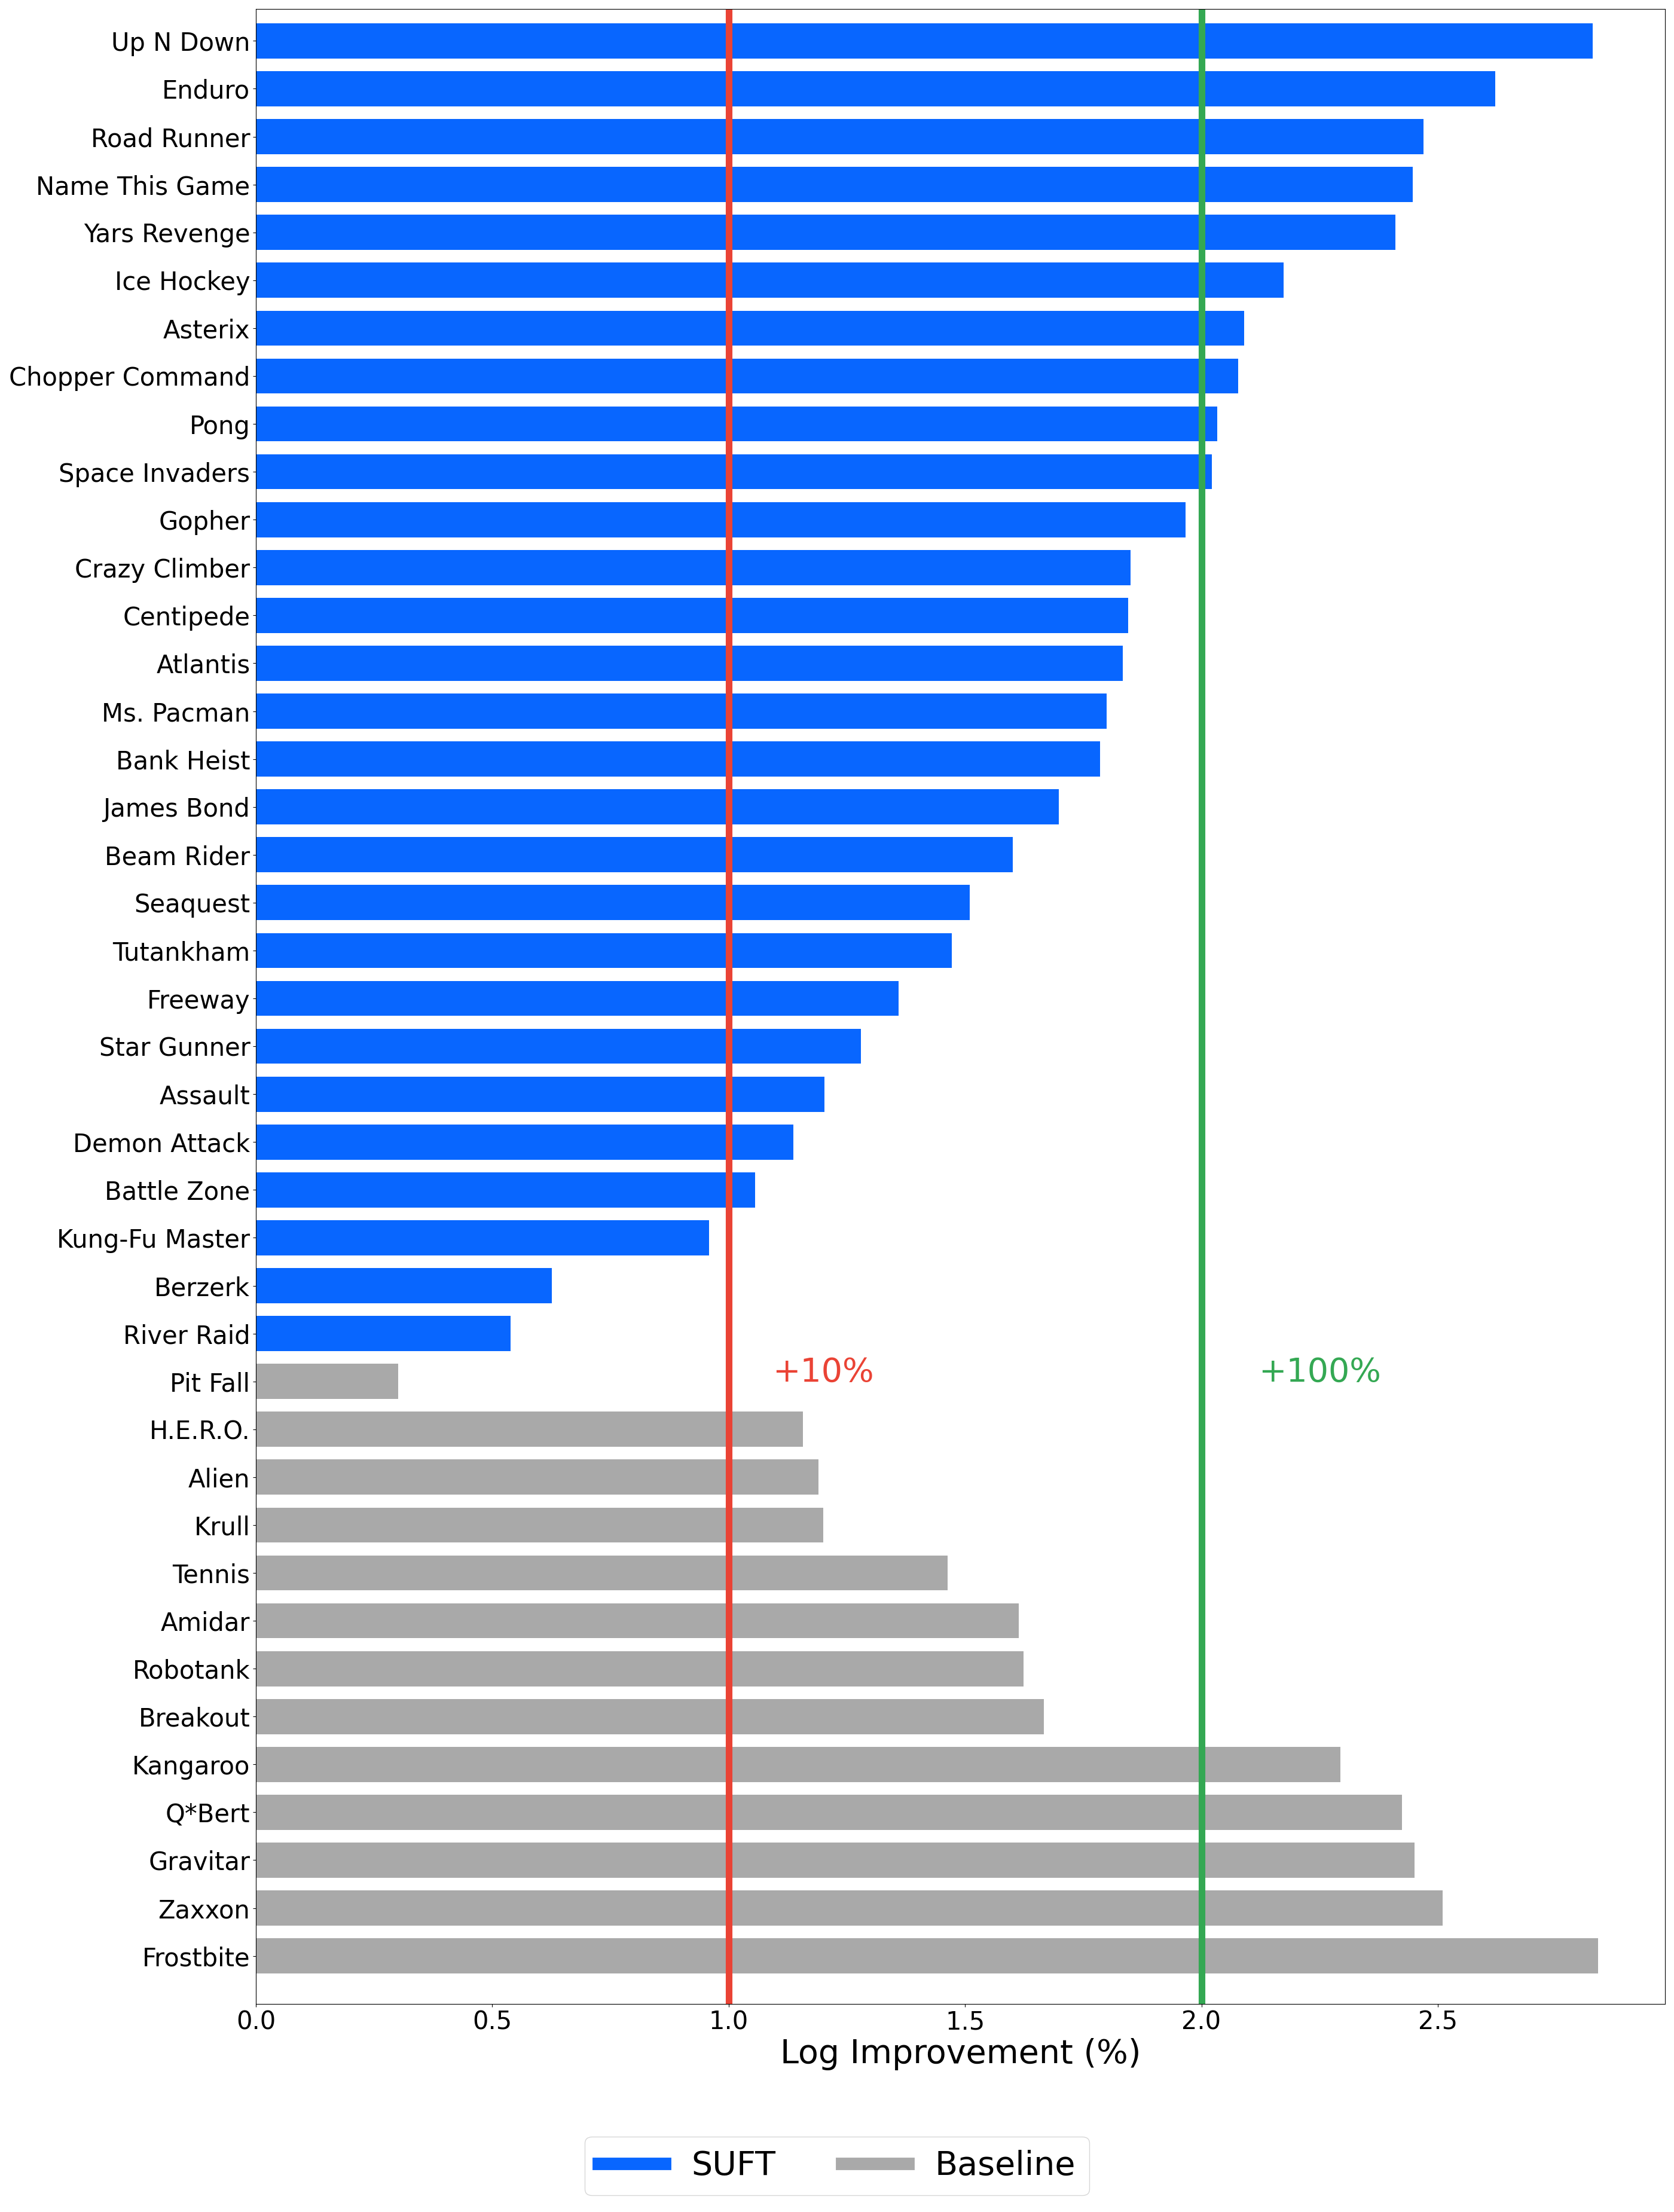 Up N Down
Enduro
Road Runner
Name This Game
Yars Revenge
Ice Hockey
Asterix
Chopper Command
Pong
Space Invaders
Gopher
Crazy Climber
Centipede
Atlantis
Ms. Pacman
Bank Heist
James Bond
Beam Rider
Seaquest
Tutankham
Freeway
Star Gunner
Assault
Demon Attack
Battle Zone
Kung-Fu Master
Berzerk
River Raid
Pit Fall +10% +100%
H.E.R.O.
Alien
Krull
Tennis
Amidar
Robotank
Breakout
Kangaroo
Q*Bert
Gravitar
Zaxxon
Frostbite
0.0 0.5 1.0 1.5 2.0 2.5
Log Improvement (%)
SUFT Baseline